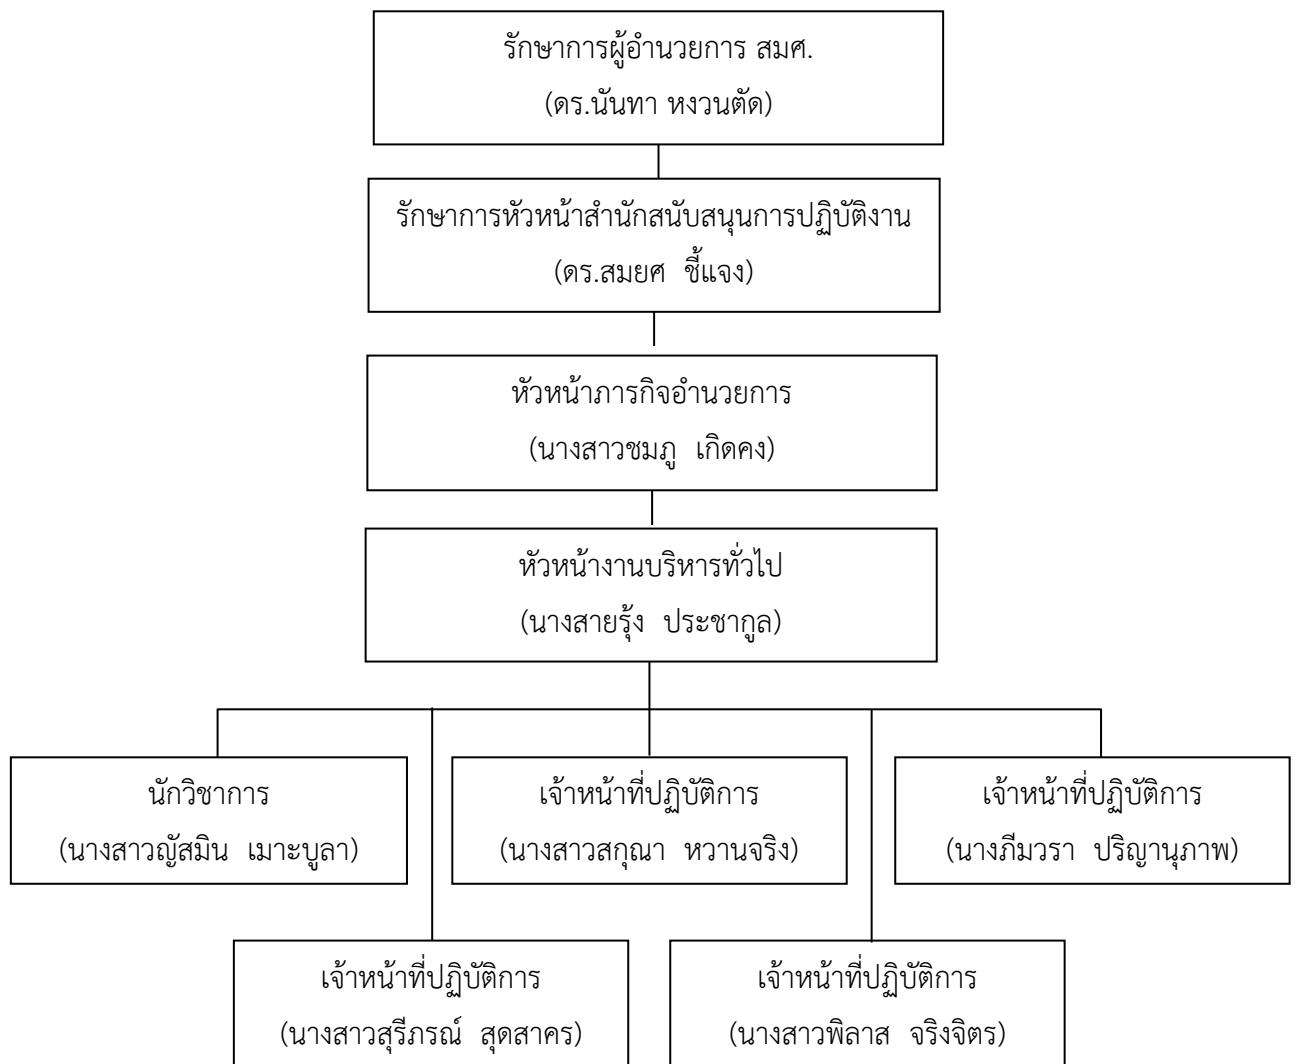 รักษาการผู้อำนวยการ สมศ.
(ดร.นันทา หงวนตัด)
รักษาการหัวหน้าสำนักสนับสนุนการปฏิบัติงาน
(ดร.สมยศ ชี้แจง)
หัวหน้าภารกิจอำนวยการ
(นางสาวชมภู เกิดคง)
หัวหน้างานบริหารทั่วไป
(นางสายรุ้ง ประชากูล)
นักวิชาการ
(นางสาวญัสมิน เมาะบูลา)
เจ้าหน้าที่ปฏิบัติการ
(นางสาวสกุณา หวานจริง)
เจ้าหน้าที่ปฏิบัติการ
(นางภีมวรา ปริญานุภาพ)
เจ้าหน้าที่ปฏิบัติการ
(นางสาวสุรีภรณ์ สุดสาคร)
เจ้าหน้าที่ปฏิบัติการ
(นางสาวพิลาส จริงจิตร)